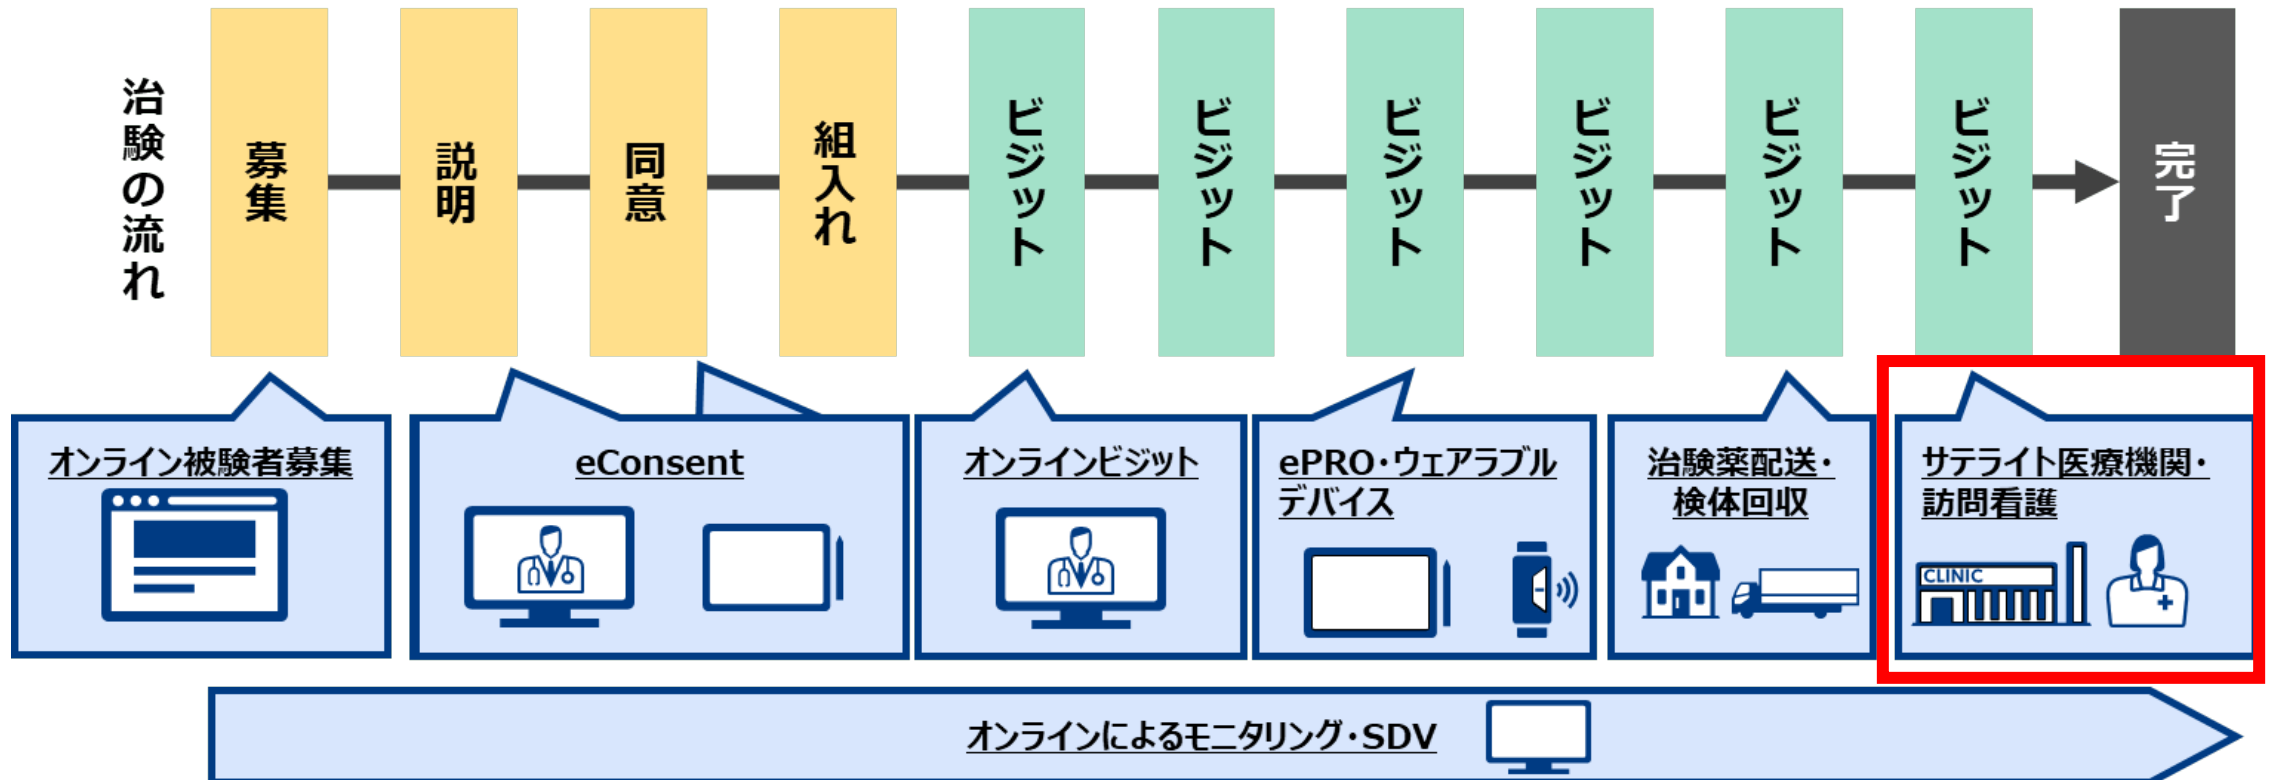 治験の流れ
募集
説明
同意
組入れ
ビジット
ビジット
ビジット
ビジット
ビジット
ビジット
完了
オンライン被験者募集
eConsent
オンラインビジット
ePRO・ウェアラブル
デバイス
治験薬配送・
検体回収
サテライト医療機関・
訪問看護
CLINIC
オンラインによるモニタリング・SDV